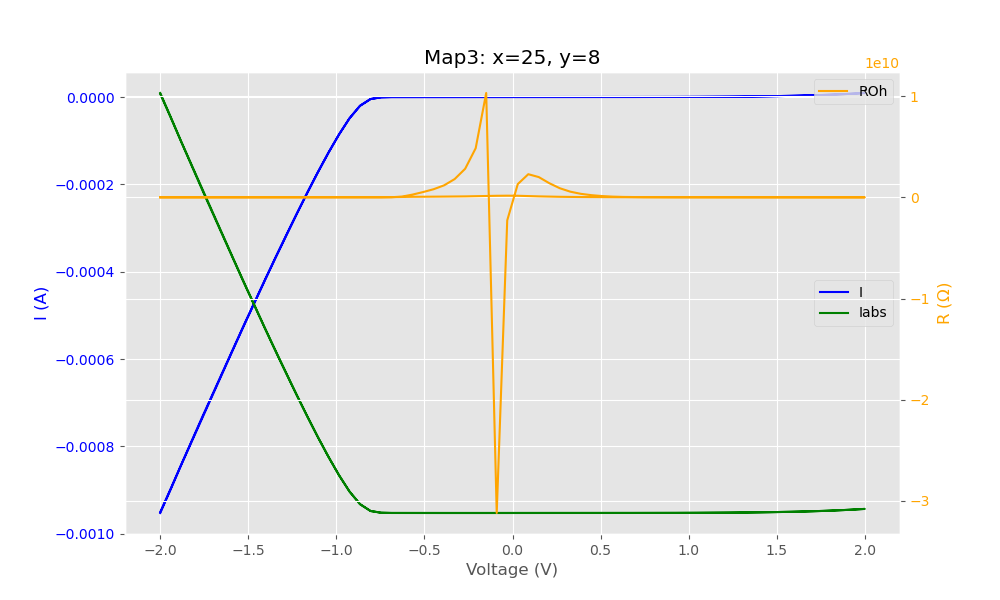 Map3: x=25, y=8
1e10
0.0000
−0.0002
−0.0004
−0.0006
−0.0008
−0.0010
I (A)
ROh
I
Iabs
1
0
−1
−2
−3
R (Ω)
−2.0
−1.5
−1.0
−0.5
0.0
0.5
1.0
1.5
2.0
Voltage (V)